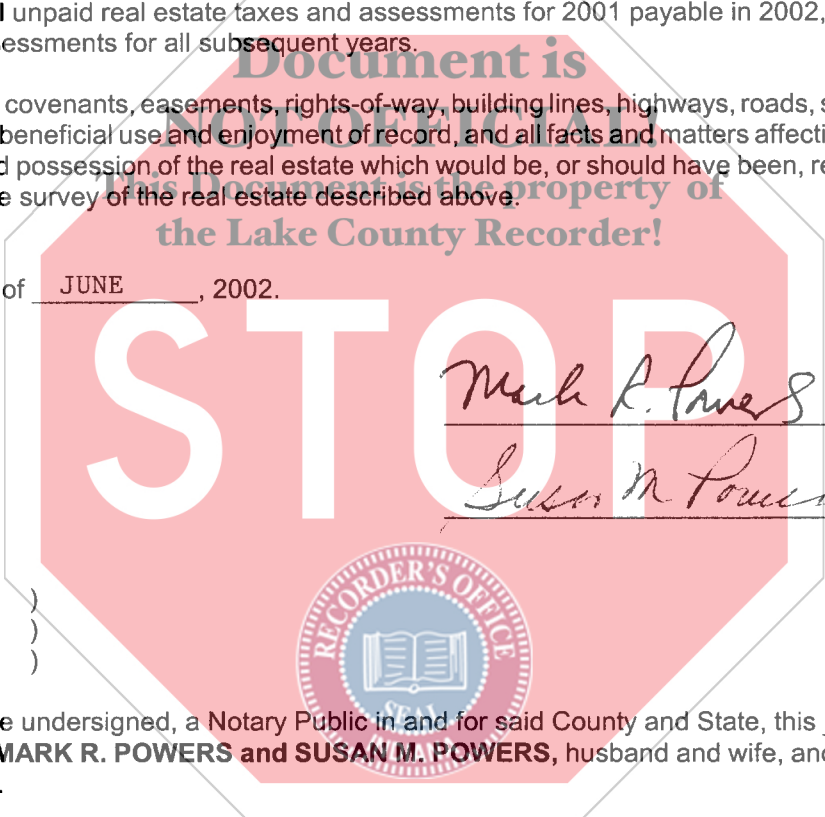 unpaid real estate taxes and assessments for 2001 payable in 2002,
essments for all subsequent years.
Document is
covenants, easements, rights-of-way, building lines, highways, roads,
NOT OFFICIAL!
beneficial use and enjoyment of record, and all facts and matters affecti
possession of the real estate which would be, or should have been, re
This Document is the property of
e survey of the real estate described above.
the Lake County Recorder!
of JUNE, 2002.
STOP
Mark R. Powers
Susan M Powers
RECORDER'S OFFICE
)
)
)
SEAL
INDIANA
e undersigned, a Notary Public in and for said County and State, this
MARK R. POWERS and SUSAN M. POWERS, husband and wife, and
.